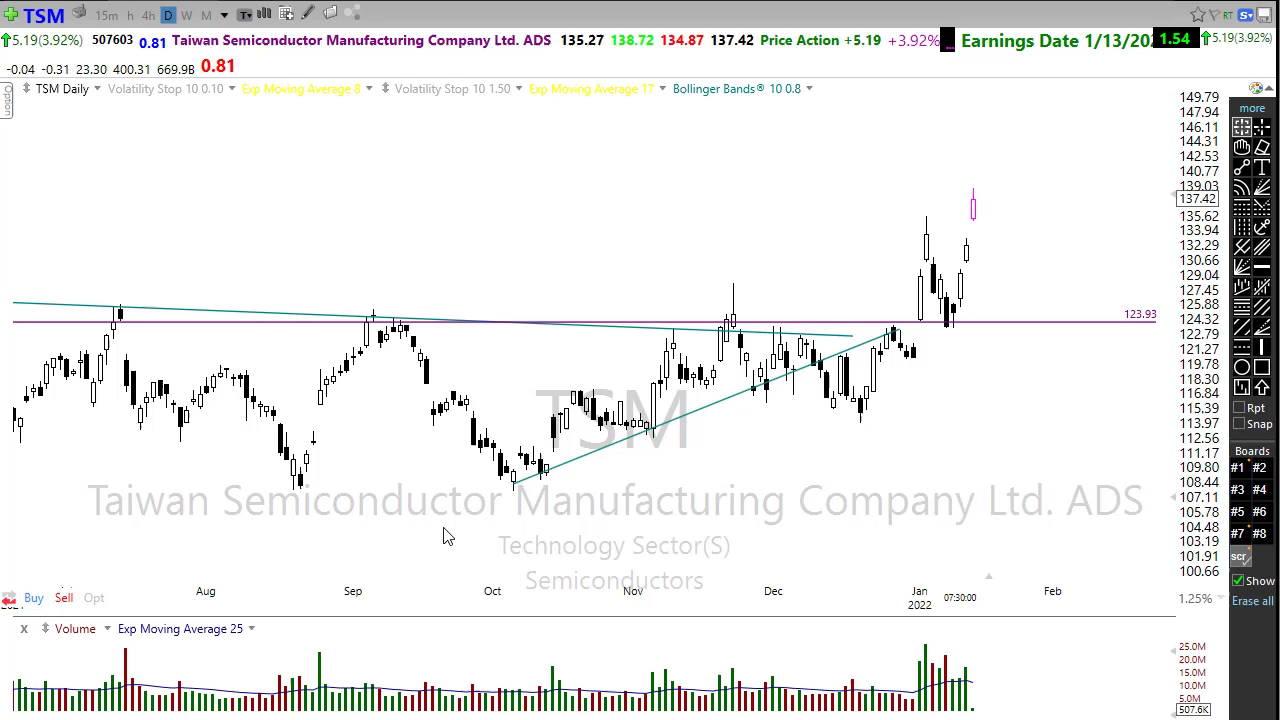 TSM 15m h 4h D W M T RT S
5.19(3.92%) 507603 0.81 Taiwan Semiconductor Manufacturing Company Ltd. ADS 135.27 138.72 134.87 137.42 Price Action +5.19 +3.92% Earnings Date 1/13/202 1.54 5.19(3.92%)
-0.04 -0.31 23.30 400.31 669.9B 0.81
Option
TSM Daily Volatility Stop 10 0.10 Exp Moving Average 8 Volatility Stop 10 1.50 Exp Moving Average 17 Bollinger Bands® 10 0.8
149.79
147.94
146.11
144.31
142.53
140.77
139.03
137.42
135.62
133.94
132.29
130.66
129.04
127.45
125.88
124.32
122.79
121.27
119.78
118.30
116.84
115.39
113.97
112.56
111.17
109.80
108.44
107.11
105.78
104.48
103.19
101.91
100.66
123.93
TSM
Taiwan Semiconductor Manufacturing Company Ltd. ADS
Technology Sector(S)
Semiconductors
Aug Sep Oct Nov Dec Jan Feb
2022 07:30:00
Buy Sell Opt
1.25%
more
Rpt
Snap
Boards
#1 #2
#3 #4
#5 #6
#7 #8
scr
Show
Erase all
X Volume Exp Moving Average 25
25.0M
20.0M
15.0M
10.0M
5.0M
507.6K